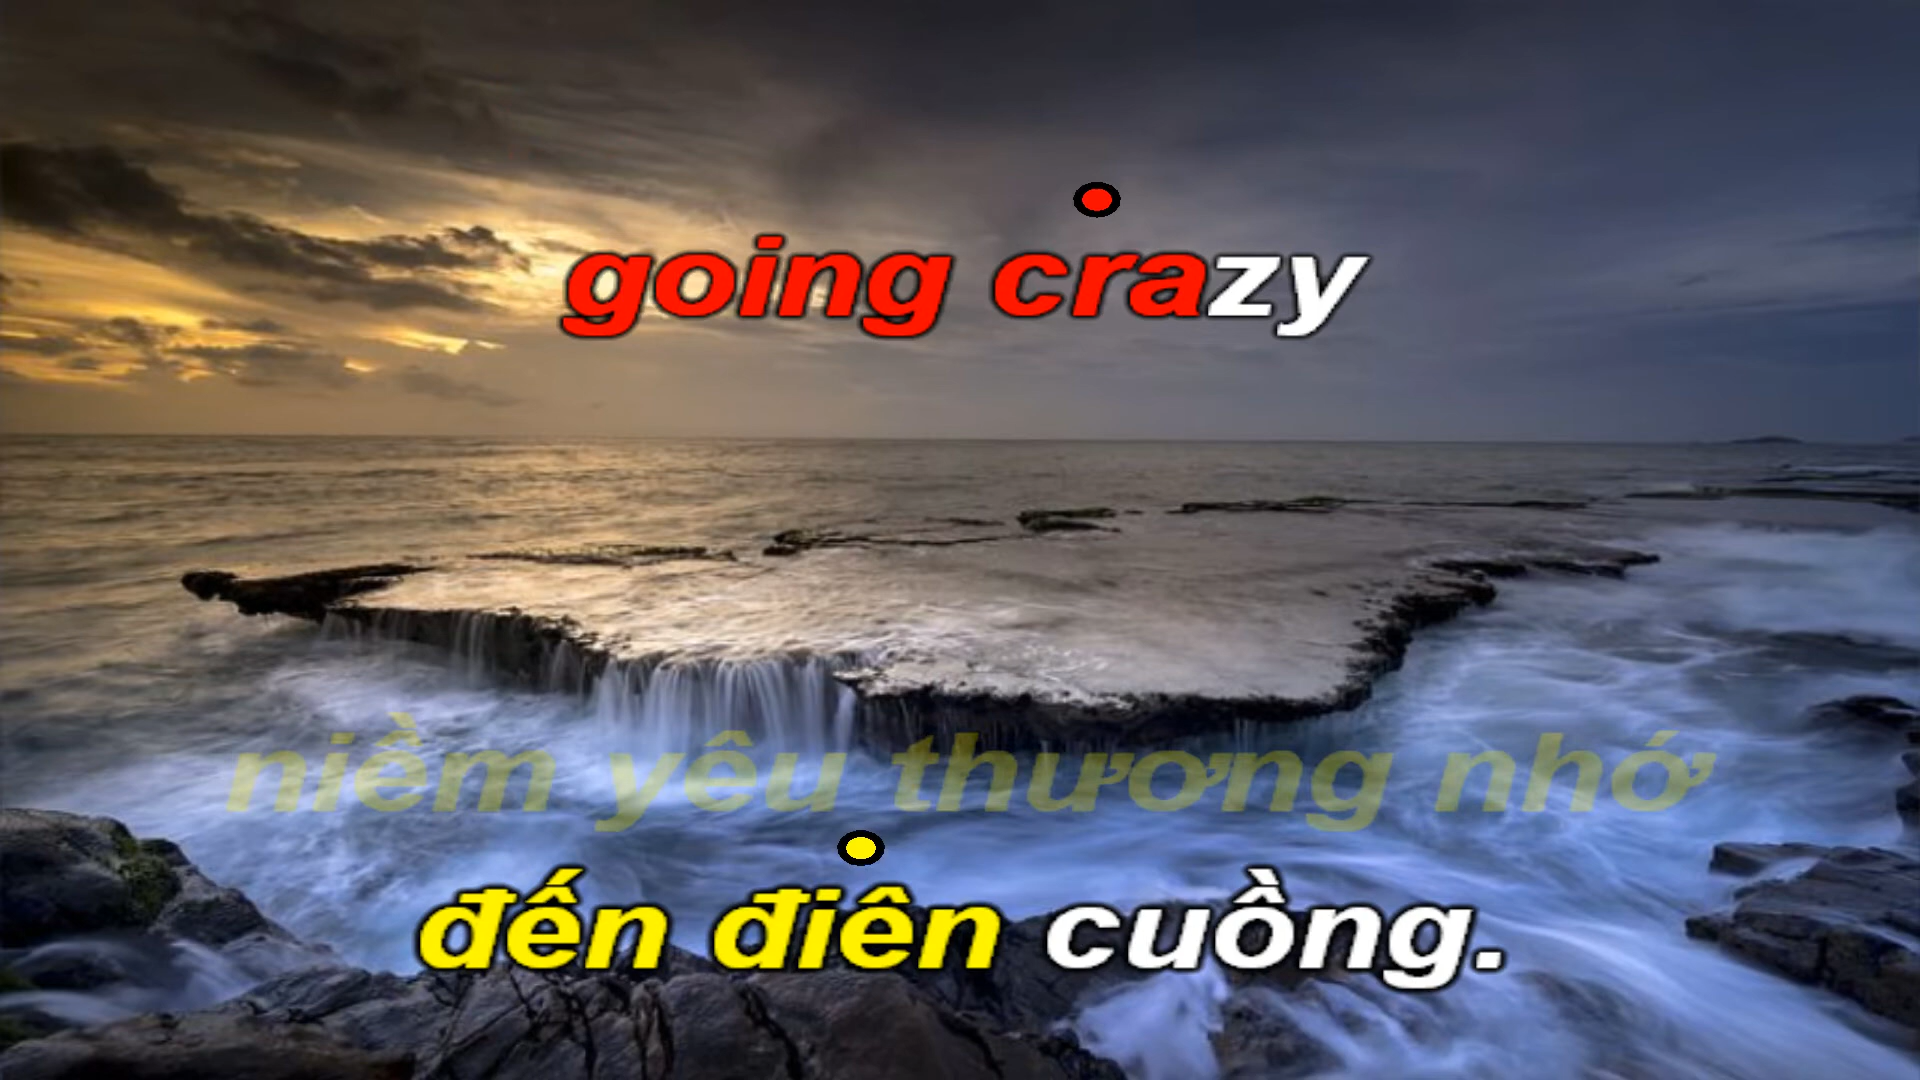 going crazy
niềm yêu thương nhớ
đến điên cuồng.